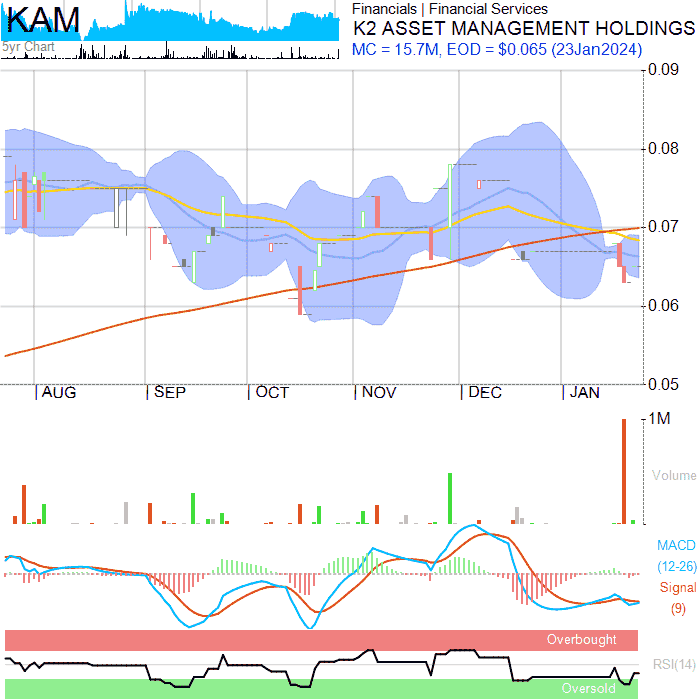 KAM
5yr Chart
Financials | Financial Services
K2 ASSET MANAGEMENT HOLDINGS
MC = 15.7M, EOD = $0.065 (23Jan2024)
0.09
0.08
0.07
0.06
0.05
|AUG |SEP |OCT |NOV |DEC |JAN
1M
Volume
MACD
(12-26)
Signal
(9)
Overbought
RSI(14)
Oversold